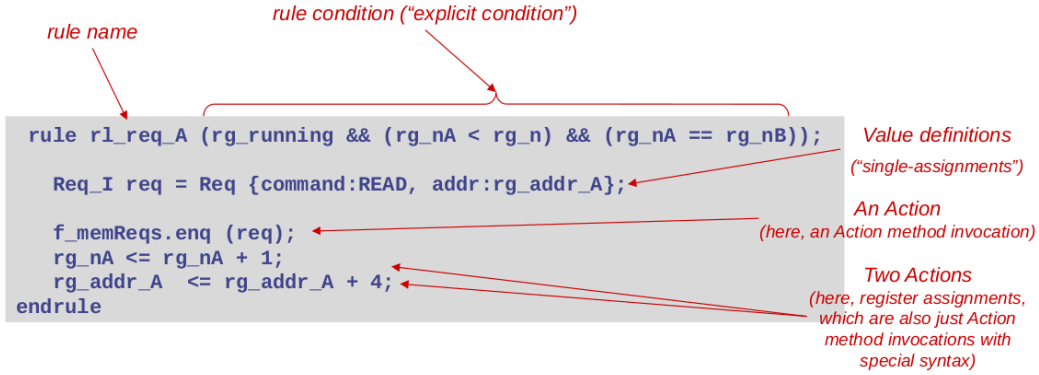 rule condition (“explicit condition”)
rule name
rule rl_req_A (rg_running && (rg_nA < rg_n) && (rg_nA == rg_nB));
Req_I req = Req {command:READ, addr:rg_addr_A};
f_memReqs.enq (req);
rg_nA <= rg_nA + 1;
rg_addr_A  <= rg_addr_A + 4;
endrule
Value definitions
(“single-assignments”)
An Action
(here, an Action method invocation)
Two Actions
(here, register assignments,
which are also just Action
method invocations with
special syntax)